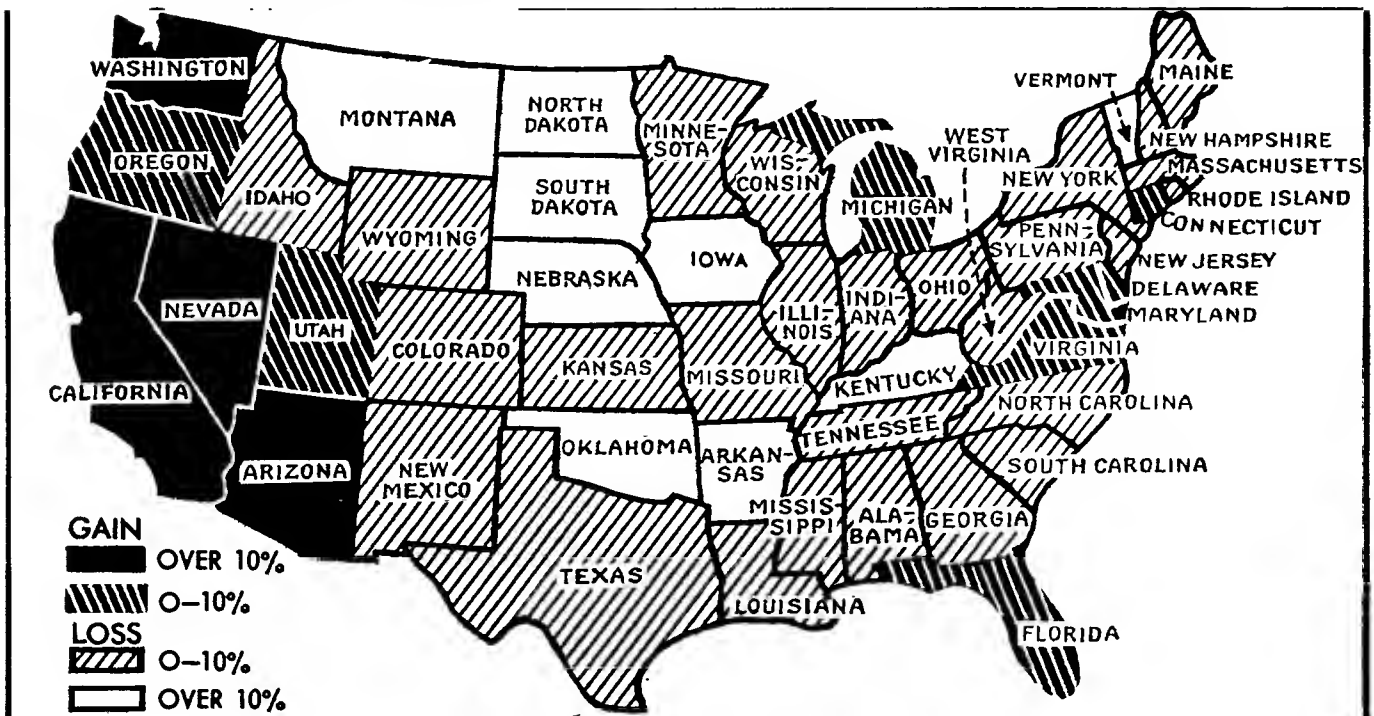 WASHINGTON
MONTANA
NORTH
DAKOTA
MINNE-
SOTA
VERMONT
MAINE
OREGON
IDAHO
SOUTH
DAKOTA
WIS-
CONSIN
WEST
VIRGINIA
NEW HAMPSHIRE
MASSACHUSETTS
NEW YORK
RHODE ISLAND
CONNECTICUT
WYOMING
MICHIGAN
PENN-
SYLVANIA
NEBRASKA
IOWA
NEW JERSEY
NEVADA
UTAH
COLORADO
ILLI-
NOIS
INDI-
ANA
OHIO
DELAWARE
MARYLAND
CALIFORNIA
KANSAS
MISSOURI
KENTUCKY
VIRGINIA
NORTH CAROLINA
ARIZONA
NEW
MEXICO
OKLAHOMA
ARKAN-
SAS
TENNESSEE
SOUTH CAROLINA
MISSIS-
SIPPI
ALA-
BAMA
GEORGIA
TEXAS
LOUISIANA
FLORIDA
GAIN
OVER 10%
0–10%
LOSS
0–10%
OVER 10%